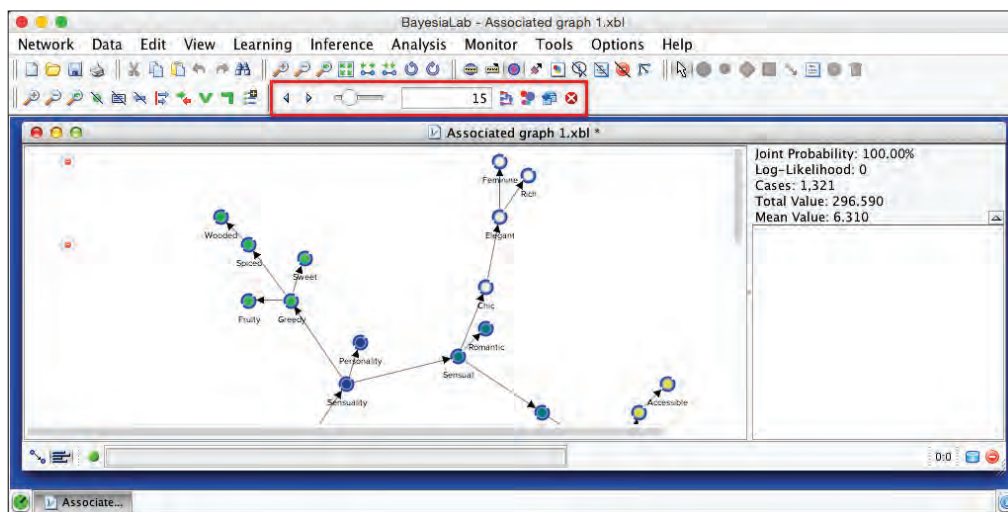 BayesiaLab - Associated graph 1.xbl
Network Data Edit View Learning Inference Analysis Monitor Tools Options Help
15
Associated graph 1.xbl *
Joint Probability: 100,00%
Log-Likelihood: 0
Cases: 1,321
Total Value: 296.590
Mean Value: 6.310
Feminine
Rich
Wooded
Elegant
Spiced
Sweet
Chic
Fruity
Greedy
Romantic
Personality
Sensual
Sensuality
Accessible
0:0
Associate...